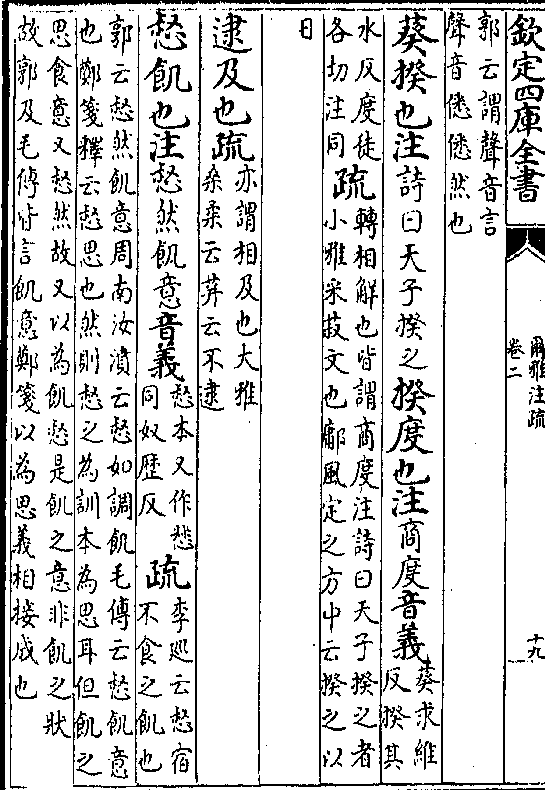 欽定四庫全書
爾雅注疏
卷二
十九
郭云謂聲音言
聲音僁僁然也
葵揆也注詩曰天子揆之揆度也注商度音義葵求維
反揆其
水反度徒
各切注同
疏轉相解也皆謂商度注詩曰天子揆之者
小雅采菽文也鄘風定之方中云揆之以
日
逮及也疏亦謂相及也大雅
桑柔云荓云不逮
惄飢也注惄然飢意音義惄本又作愵
同奴歷反
疏李廵云惄宿
不食之飢也
郭云惄然飢意周南汝濆云惄如調飢毛傳云惄飢意
也鄭箋釋云惄思也然則惄之為訓本為思耳但飢之
思食意又惄然故又以為飢惄是飢之意非飢之狀
故郭及毛傳皆言飢意鄭箋以為思義相接成也